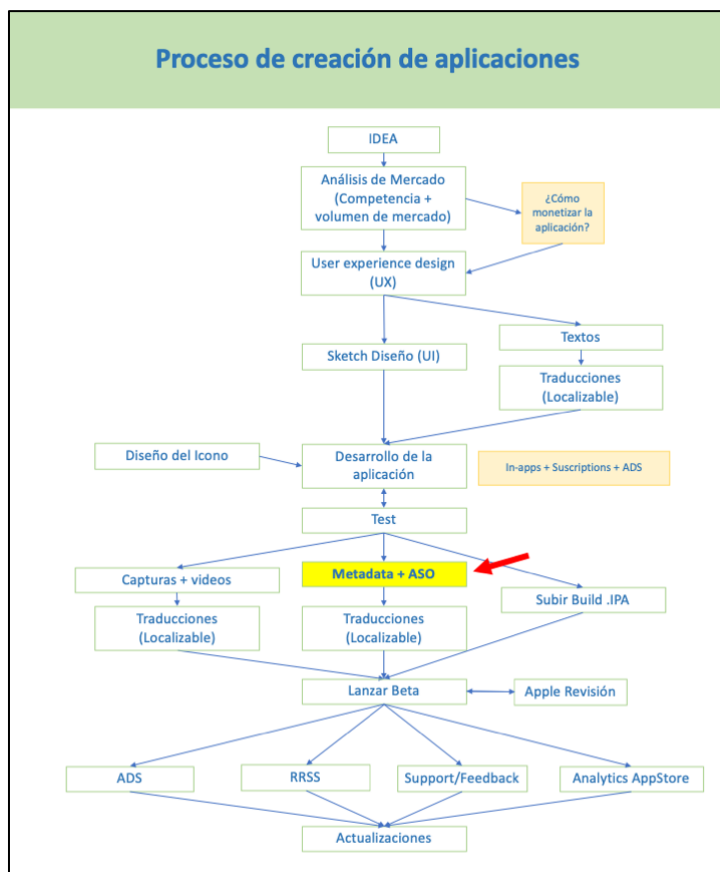 Proceso de creación de aplicaciones
IDEA
Análisis de Mercado
(Competencia +
volumen de mercado)
¿Cómo
monetizar la
aplicación?
User experience design
(UX)
Textos
Sketch Diseño (UI)
Traducciones
(Localizable)
Diseño del Icono
Desarrollo de la
aplicación
In-apps + Suscriptions + ADS
Test
Capturas + videos
Metadata + ASO
Subir Build .IPA
Traducciones
(Localizable)
Traducciones
(Localizable)
Lanzar Beta
Apple Revisión
ADS
RRSS
Support/Feedback
Analytics AppStore
Actualizaciones